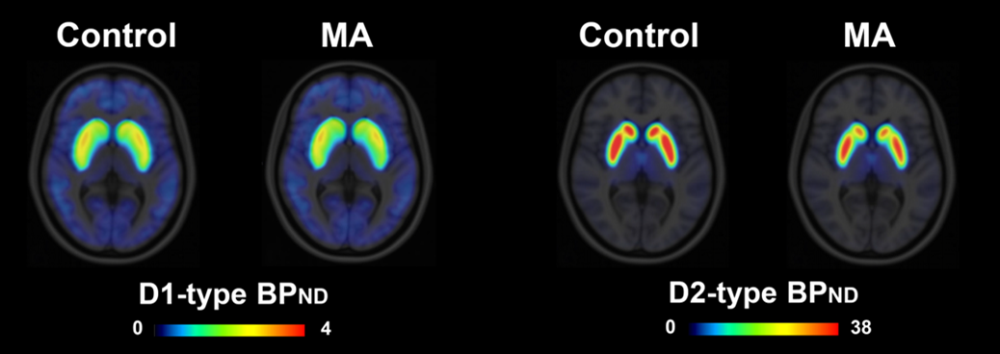 Control MA Control MA
D1-type BPND D2-type BPND
0 4 0 38